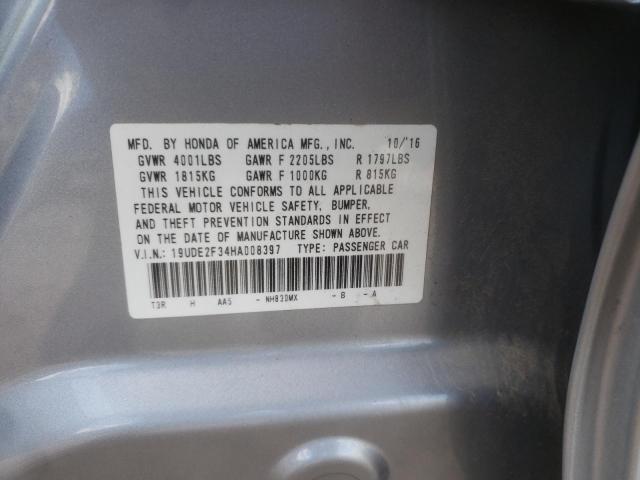 MFD. BY HONDA OF AMERICA MFG., INC. 10/'16
GVWR 4001LBS GAWR F 2205LBS R 1797LBS
GVWR 1815KG GAWR F 1000KG R 815KG
THIS VEHICLE CONFORMS TO ALL APPLICABLE
FEDERAL MOTOR VEHICLE SAFETY, BUMPER,
AND THEFT PREVENTION STANDARDS IN EFFECT
ON THE DATE OF MANUFACTURE SHOWN ABOVE.
V.I.N.: 19UDE2F34HA008397 TYPE: PASSENGER CAR
T3R H AA5 - NH830MX - B - A